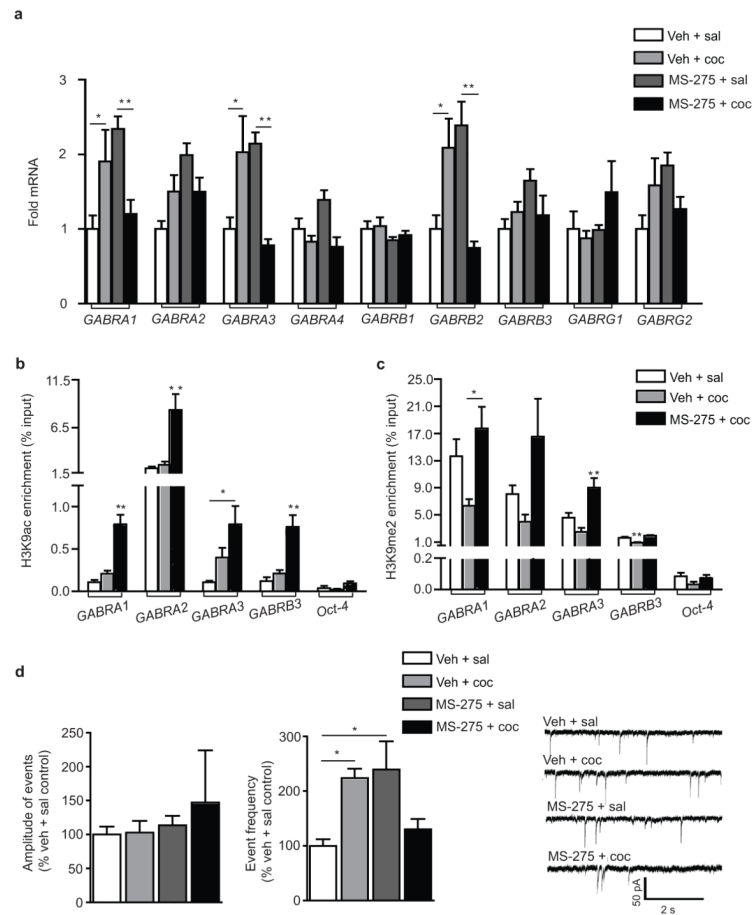 a
Veh + sal
Veh + coc
MS-275 + sal
MS-275 + coc
Fold mRNA
3
2
1
0
* ** * ** * **
GABRA1 GABRA2 GABRA3 GABRA4 GABRB1 GABRB2 GABRB3 GABRG1 GABRG2
b
H3K9ac enrichment (% input)
11.5
6.5
1.5
1.0
0.5
0.0
** ** * **
GABRA1 GABRA2 GABRA3 GABRB3 Oct-4
c
Veh + sal
Veh + coc
MS-275 + coc
H3K9me2 enrichment (% input)
25.0
21.0
17.0
13.0
9.0
5.0
1.0
0.2
0.0
* ** **
GABRA1 GABRA2 GABRA3 GABRB3 Oct-4
d
Veh + sal
Veh + coc
MS-275 + sal
MS-275 + coc
Amplitude of events
(% veh + sal control)
250
200
150
100
50
0
Event frequency
(% veh + sal control)
300
200
100
0
* *
Veh + sal
Veh + coc
MS-275 + sal
MS-275 + coc
50 pA
2 s